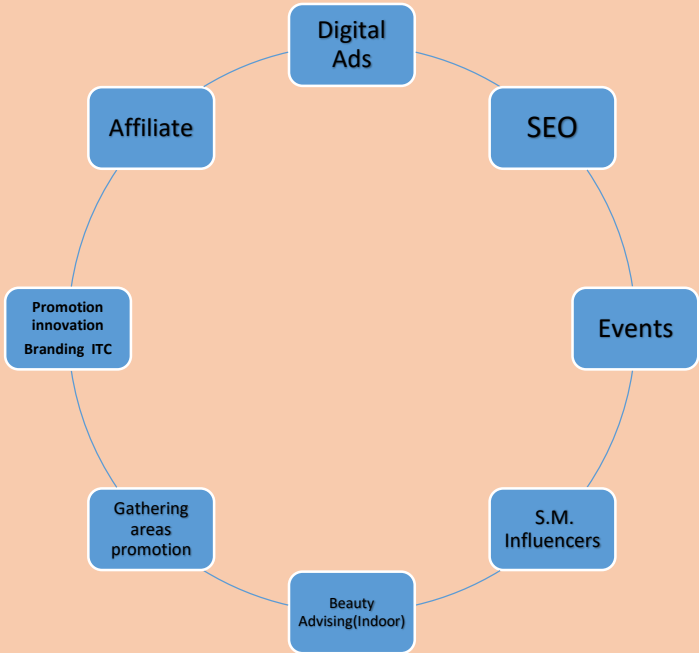 Digital
Ads
SEO
Events
S.M.
Influencers
Beauty
Advising(Indoor)
Gathering
areas
promotion
Promotion
innovation
Branding ITC
Affiliate